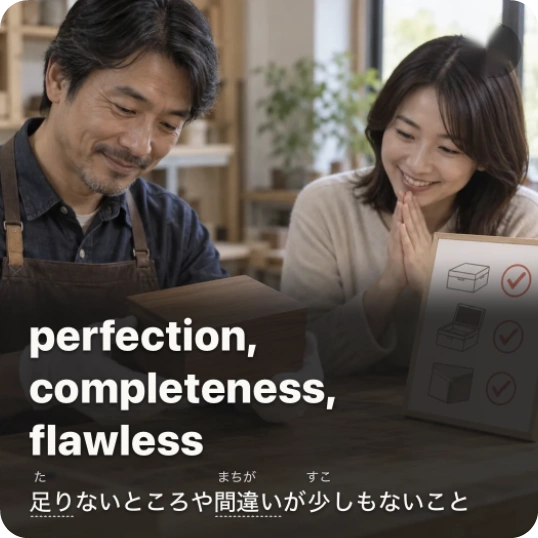 perfection,
completeness,
flawless
た まちが すこ
足りないところや間違いが少しもないこと